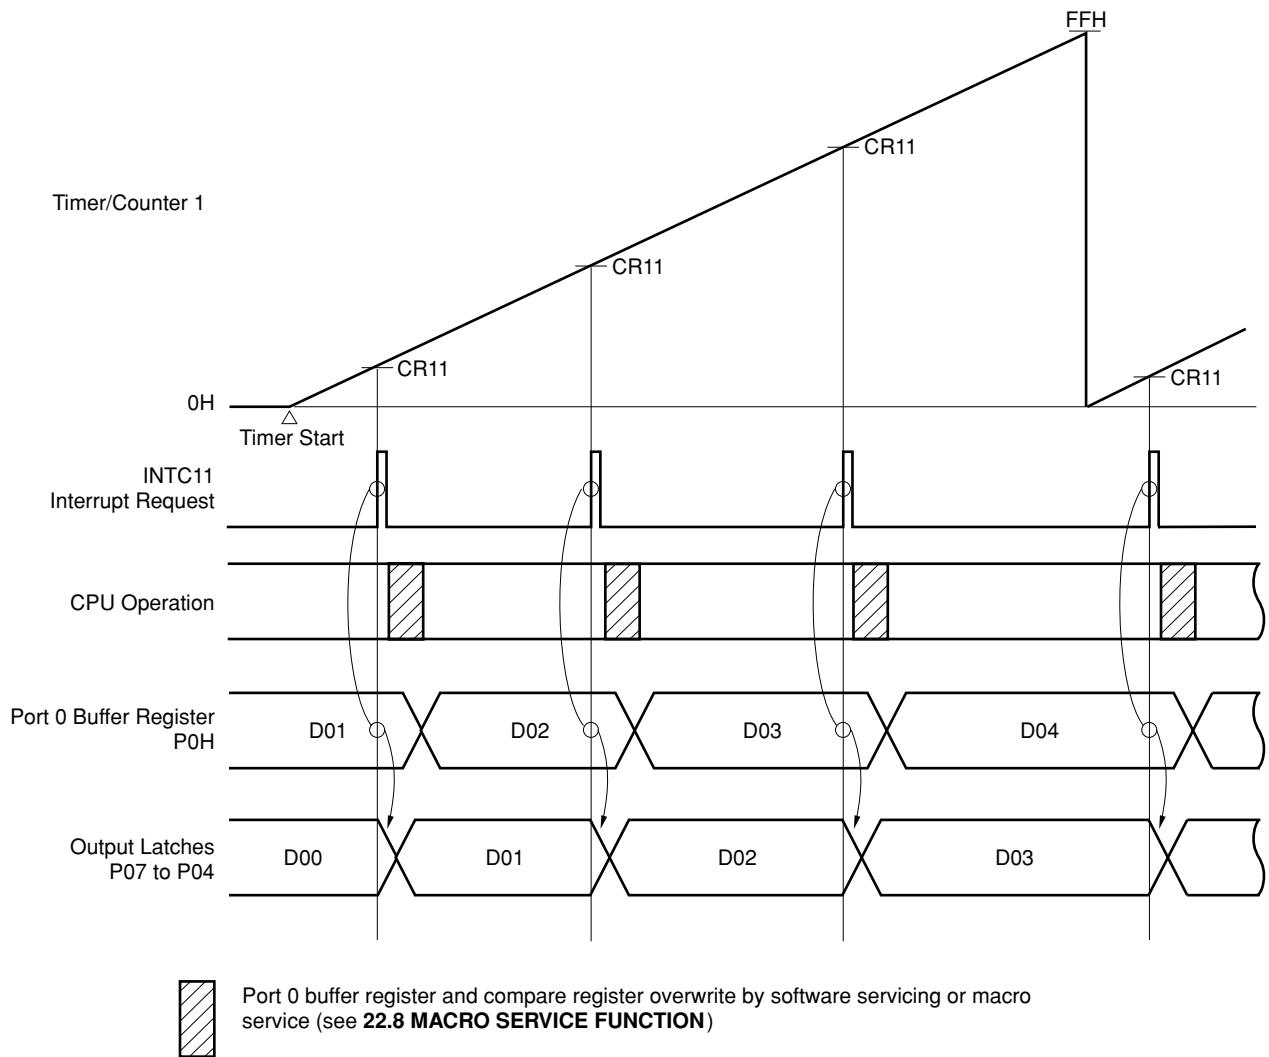 FFH
CR11
Timer/Counter 1
CR11
CR11
CR11
0H
Timer Start
INTC11
Interrupt Request
CPU Operation
Port 0 Buffer Register
P0H
D01
D02
D03
D04
Output Latches
P07 to P04
D00
D01
D02
D03
Port 0 buffer register and compare register overwrite by software servicing or macro
service (see 22.8 MACRO SERVICE FUNCTION)